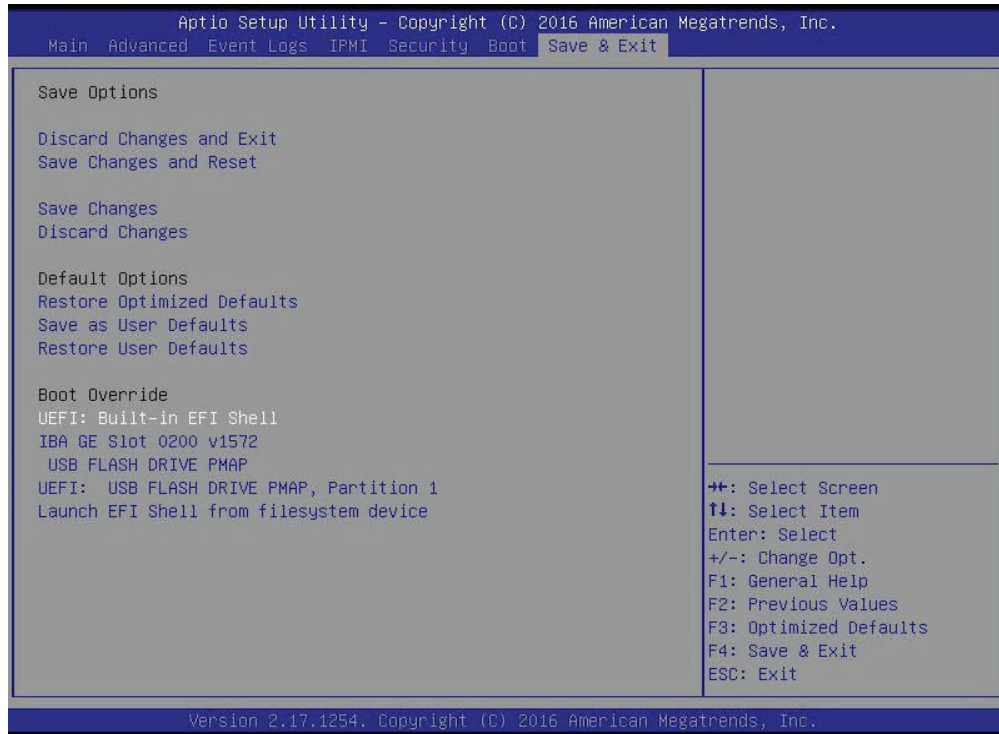 Aptio Setup Utility – Copyright (C) 2016 American Megatrends, Inc.
Main Advanced Event Logs IPMI Security Boot Save & Exit
Save Options
Discard Changes and Exit
Save Changes and Reset
Save Changes
Discard Changes
Default Options
Restore Optimized Defaults
Save as User Defaults
Restore User Defaults
Boot Override
UEFI: Built-in EFI Shell
IBA GE Slot 0200 v1572
USB FLASH DRIVE PMAP
UEFI: USB FLASH DRIVE PMAP, Partition 1
Launch EFI Shell from filesystem device
→←: Select Screen
↑↓: Select Item
Enter: Select
+/-: Change Opt.
F1: General Help
F2: Previous Values
F3: Optimized Defaults
F4: Save & Exit
ESC: Exit
Version 2.17.1254. Copyright (C) 2016 American Megatrends, Inc.